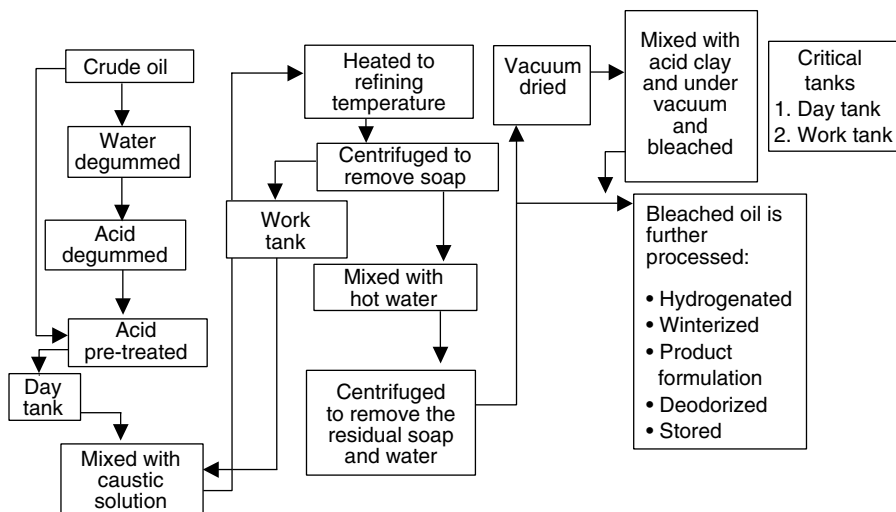 Crude oil
Water
degummed
Acid
degummed
Acid
pre-treated
Day
tank
Mixed with
caustic
solution
Heated to
refining
temperature
Centrifuged to
remove soap
Work
tank
Mixed with
hot water
Centrifuged
to remove the
residual soap
and water
Vacuum
dried
Mixed with
acid clay
and under
vacuum
and
bleached
Bleached oil is
further
processed:
• Hydrogenated
• Winterized
• Product
formulation
• Deodorized
• Stored
Critical
tanks
1. Day tank
2. Work tank